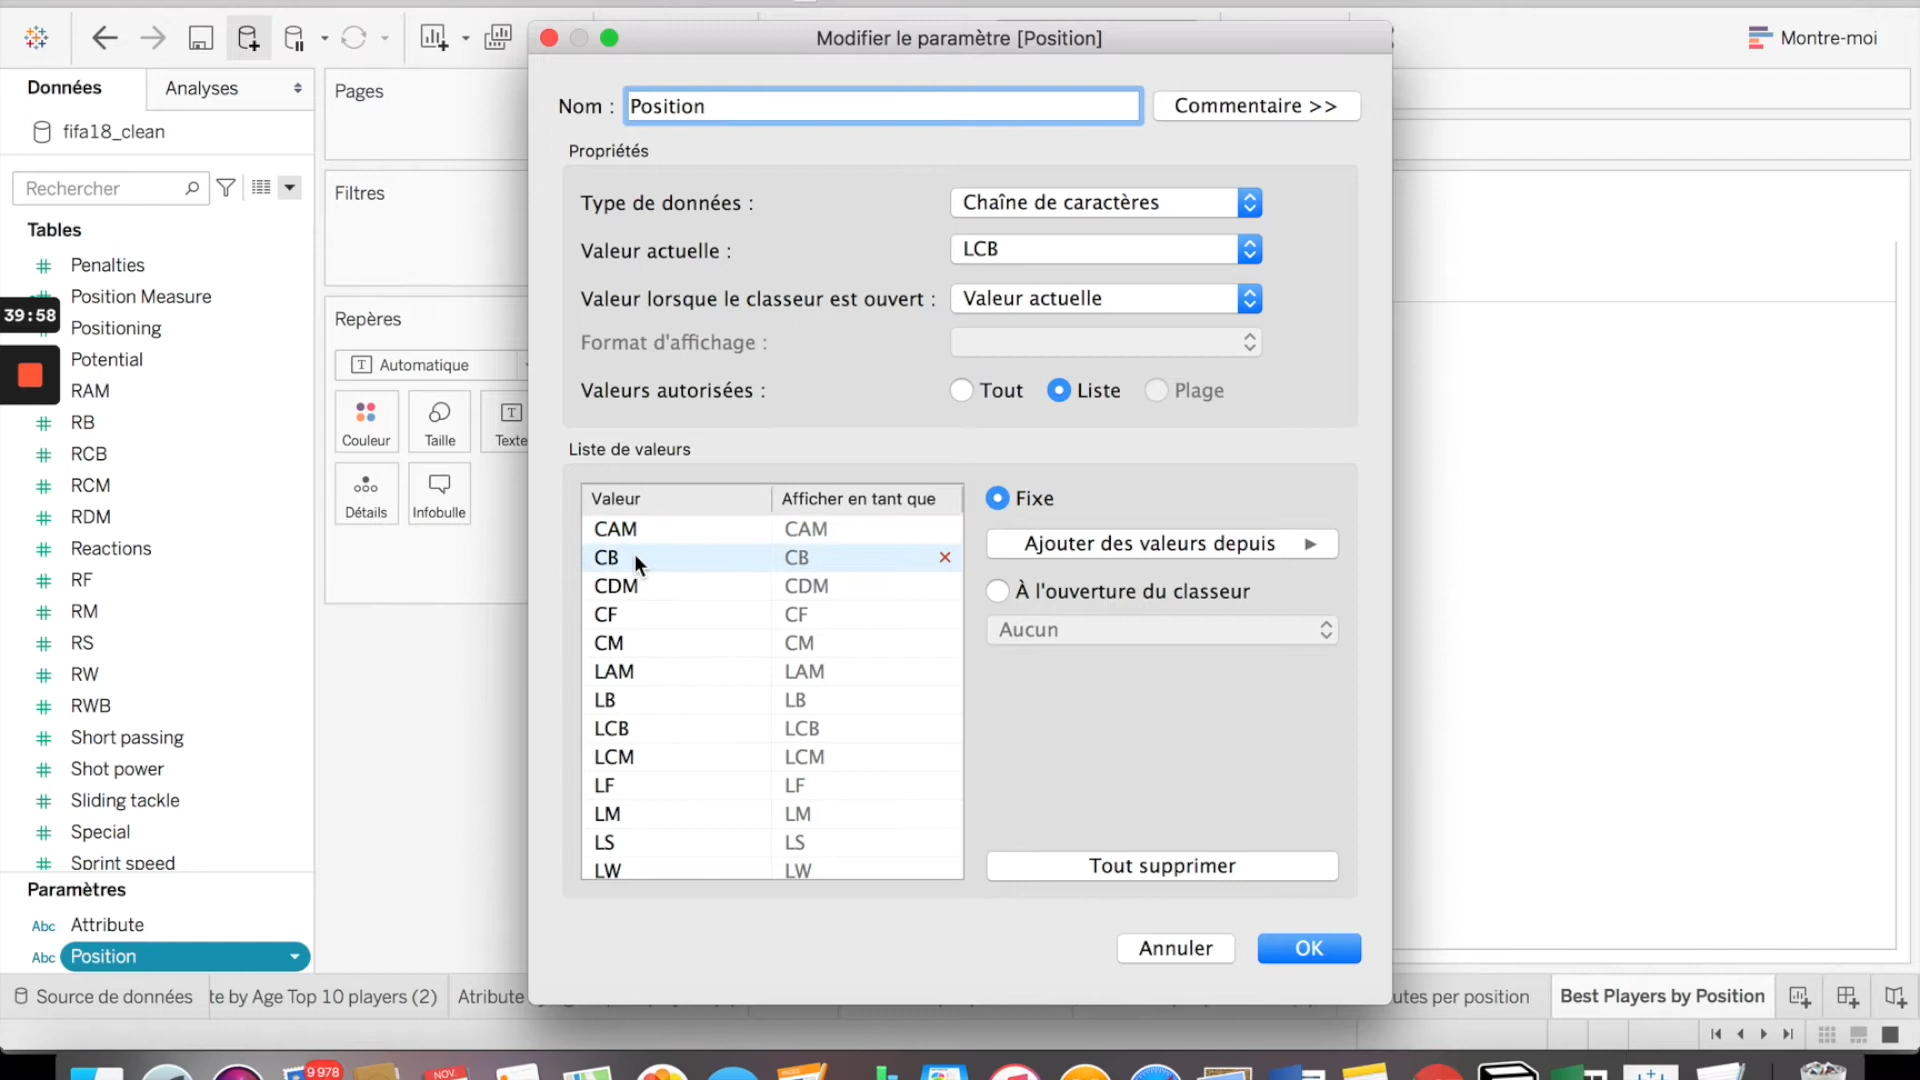 Montre-moi
Données
Analyses
fifa18_clean
Rechercher
Tables
Penalties
Position Measure
Positioning
Potential
RAM
RB
RCB
RCM
RDM
Reactions
RF
RM
RS
RW
RWB
Short passing
Shot power
Sliding tackle
Special
Sprint speed
39:58
Paramètres
Abc Attribute
Abc Position
Pages
Filtres
Repères
T Automatique
Couleur
Taille
T
Texte
Détails
Infobulle
Modifier le paramètre [Position]
Nom : Position
Commentaire >>
Propriétés
Type de données : Chaîne de caractères
Valeur actuelle : LCB
Valeur lorsque le classeur est ouvert : Valeur actuelle
Format d'affichage :
Valeurs autorisées : Tout Liste Plage
Liste de valeurs
Valeur Afficher en tant que
CAM CAM
CB CB
CDM CDM
CF CF
CM CM
LAM LAM
LB LB
LCB LCB
LCM LCM
LF LF
LM LM
LS LS
LW LW
Fixe
Ajouter des valeurs depuis
À l'ouverture du classeur
Aucun
Tout supprimer
Annuler
OK
Source de données
te by Age Top 10 players (2)
Atribute
utes per position
Best Players by Position
9 978
NOV.